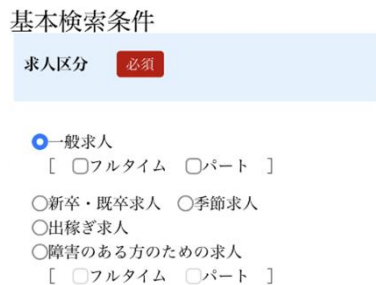 基本検索条件
求人区分 必須
一般求人
[ フルタイム パート ]
新卒・既卒求人 季節求人
出稼ぎ求人
障害のある方のための求人
[ フルタイム パート ]